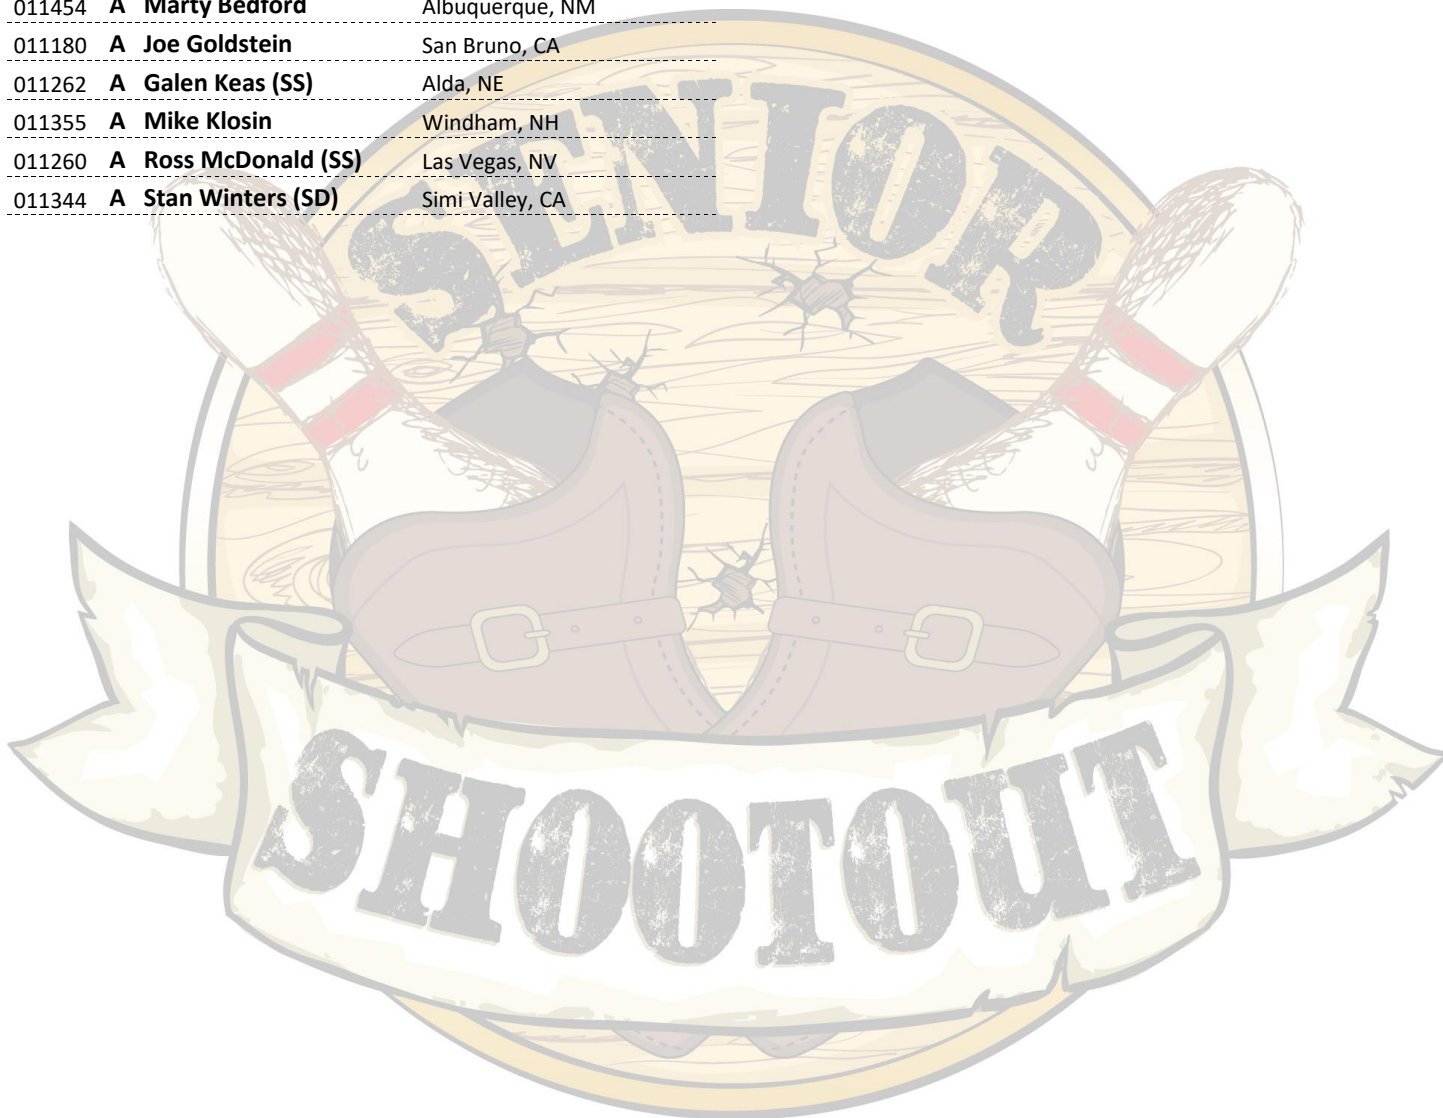 011454 A Marty Bedford Albuquerque, NM
011180 A Joe Goldstein San Bruno, CA
011262 A Galen Keas (SS) Alda, NE
011355 A Mike Klosin Windham, NH
011260 A Ross McDonald (SS) Las Vegas, NV
011344 A Stan Winters (SD) Simi Valley, CA
SENIOR
SHOOTOUT